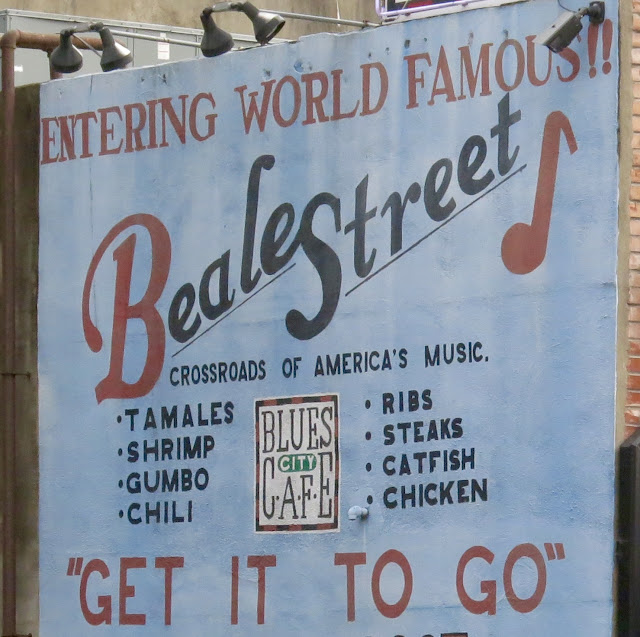 ENTERING WORLD FAMOUS!!
Beale Street
CROSSROADS OF AMERICA'S MUSIC.
• TAMALES
• SHRIMP
• GUMBO
• CHILI
BLUES
CITY
C·A·F·E
• RIBS
• STEAKS
• CATFISH
• CHICKEN
"GET IT TO GO"